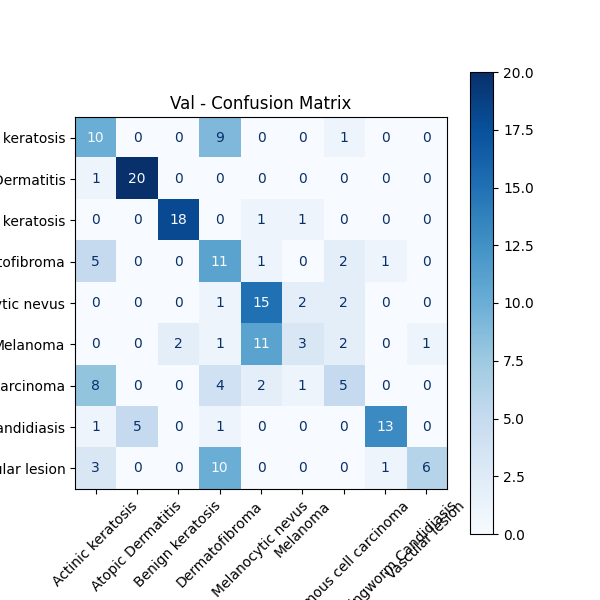 Val - Confusion Matrix
keratosis 10 0 0 9 0 0 1 0 0
Dermatitis 1 20 0 0 0 0 0 0 0
keratosis 0 0 18 0 1 1 0 0 0
tofibroma 5 0 0 11 1 0 2 1 0
tic nevus 0 0 0 1 15 2 2 0 0
Melanoma 0 0 2 1 11 3 2 0 1
arcinoma 8 0 0 4 2 1 5 0 0
andidiasis 1 5 0 1 0 0 0 13 0
ular lesion 3 0 0 10 0 0 0 1 6
Actinic keratosis
Atopic Dermatitis
Benign keratosis
Dermatofibroma
Melanocytic nevus
Melanoma
mous cell carcinoma
ngworm Candidiasis
Vascular lesion
20.0
17.5
15.0
12.5
10.0
7.5
5.0
2.5
0.0